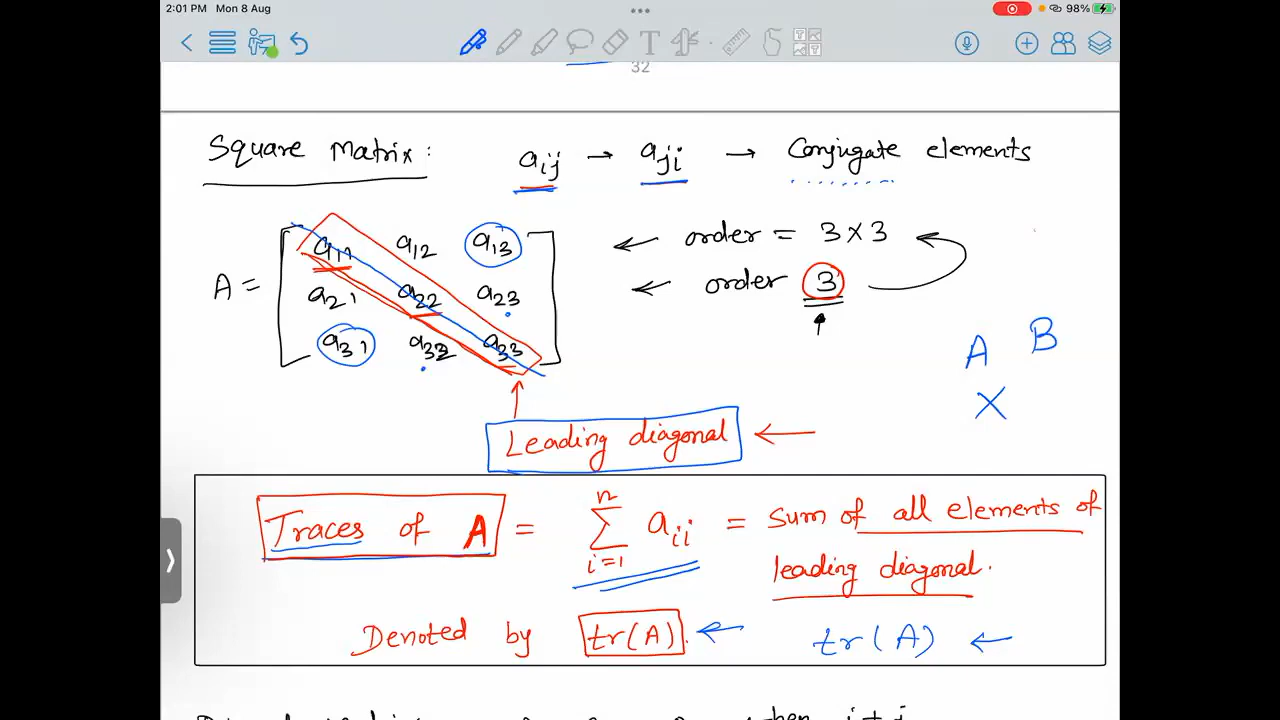 2:01 PM Mon 8 Aug
98%
32
Square Matrix: aij → aji → Conjugate elements
A = [ a11 a12 a13 ← order = 3×3
a21 a22 a23 ← order 3
a31 a32 a33 ]
A B
X
Leading diagonal ←
Traces of A = n∑i=1 aii = sum of all elements of
leading diagonal.
Denoted by tr(A). ← tr(A) ←